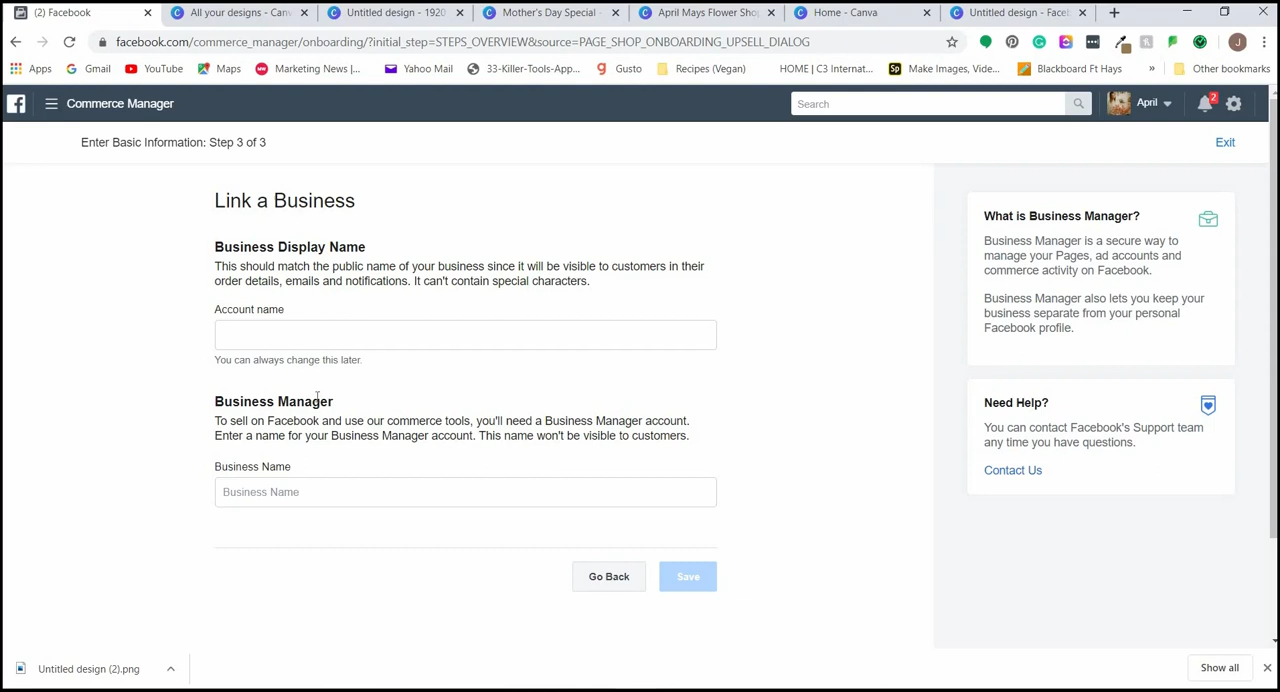 (2) Facebook
All your designs - Canv
Untitled design - 1920
Mother's Day Special -
April Mays Flower Sho
Home - Canva
Untitled design - Faceb
facebook.com/commerce_manager/onboarding/?initial_step=STEPS_OVERVIEW&source=PAGE_SHOP_ONBOARDING_UPSELL_DIALOG
Apps
Gmail
YouTube
Maps
Marketing News |...
Yahoo Mail
33-Killer-Tools-App...
Gusto
Recipes (Vegan)
HOME | C3 Internat...
Make Images, Vide...
Blackboard Ft Hays
»
Other bookmarks
Commerce Manager
Search
April
2
Enter Basic Information: Step 3 of 3
Exit
Link a Business
Business Display Name
This should match the public name of your business since it will be visible to customers in their
order details, emails and notifications. It can't contain special characters.
Account name
You can always change this later.
Business Manager
To sell on Facebook and use our commerce tools, you'll need a Business Manager account.
Enter a name for your Business Manager account. This name won't be visible to customers.
Business Name
Business Name
Go Back
Save
What is Business Manager?
Business Manager is a secure way to
manage your Pages, ad accounts and
commerce activity on Facebook.
Business Manager also lets you keep your
business separate from your personal
Facebook profile.
Need Help?
You can contact Facebook's Support team
any time you have questions.
Contact Us
Untitled design (2).png
Show all